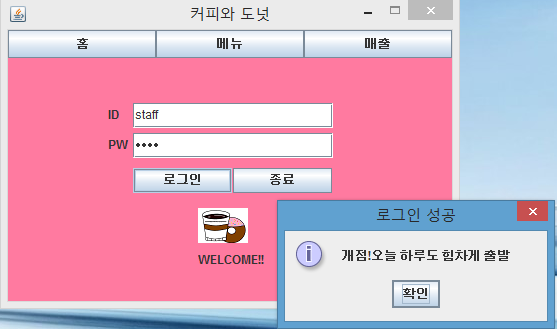 커피와 도넛
홈 메뉴 매출
ID staff
PW ••••
로그인 종료
WELCOME!!
로그인 성공
개점!오늘 하루도 힘차게 출발
확인